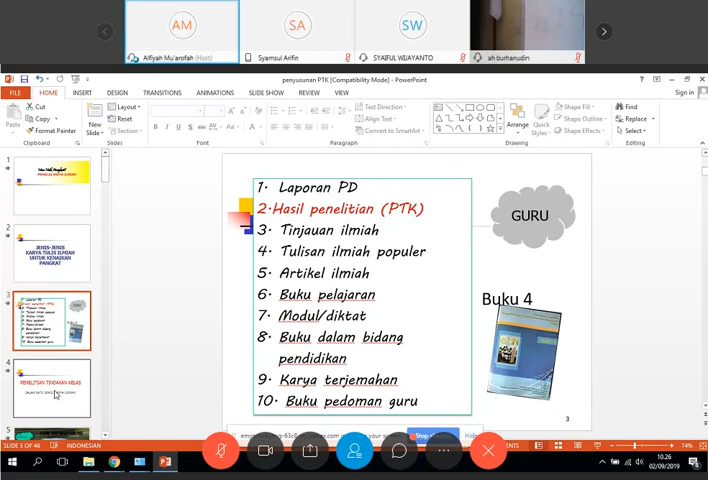 AM
SA
SW
Alfiyah Mu'arofah (Host)
Syamsul Arifin
SYAIFUL WIJAYANTO
ah burhanudin
penyusunan PTK [Compatibility Mode] - PowerPoint
FILE HOME INSERT DESIGN TRANSITIONS ANIMATIONS SLIDE SHOW REVIEW VIEW
Sign in
Paste
Cut
Copy
Format Painter
Clipboard
New Slide
Layout
Reset
Section
Slides
Font
Text Direction
Align Text
Convert to SmartArt
Paragraph
Arrange
Quick Styles
Shape Fill
Shape Outline
Shape Effects
Drawing
Find
Replace
Select
Editing
1
2
JENIS-JENIS
KARYA TULIS ILMIAH
UNTUK KENAIKAN
PANGKAT
3
4
PENELITIAN TINDAKAN KELAS
5
1. Laporan PD
2. Hasil penelitian (PTK)
3. Tinjauan ilmiah
4. Tulisan ilmiah populer
5. Artikel ilmiah
6. Buku pelajaran
7. Modul/diktat
8. Buku dalam bidang
pendidikan
9. Karya terjemahan
10. Buku pedoman guru
GURU
Buku 4
3
SLIDE 3 OF 46
INDONESIAN
74%
10.26
02/09/2019